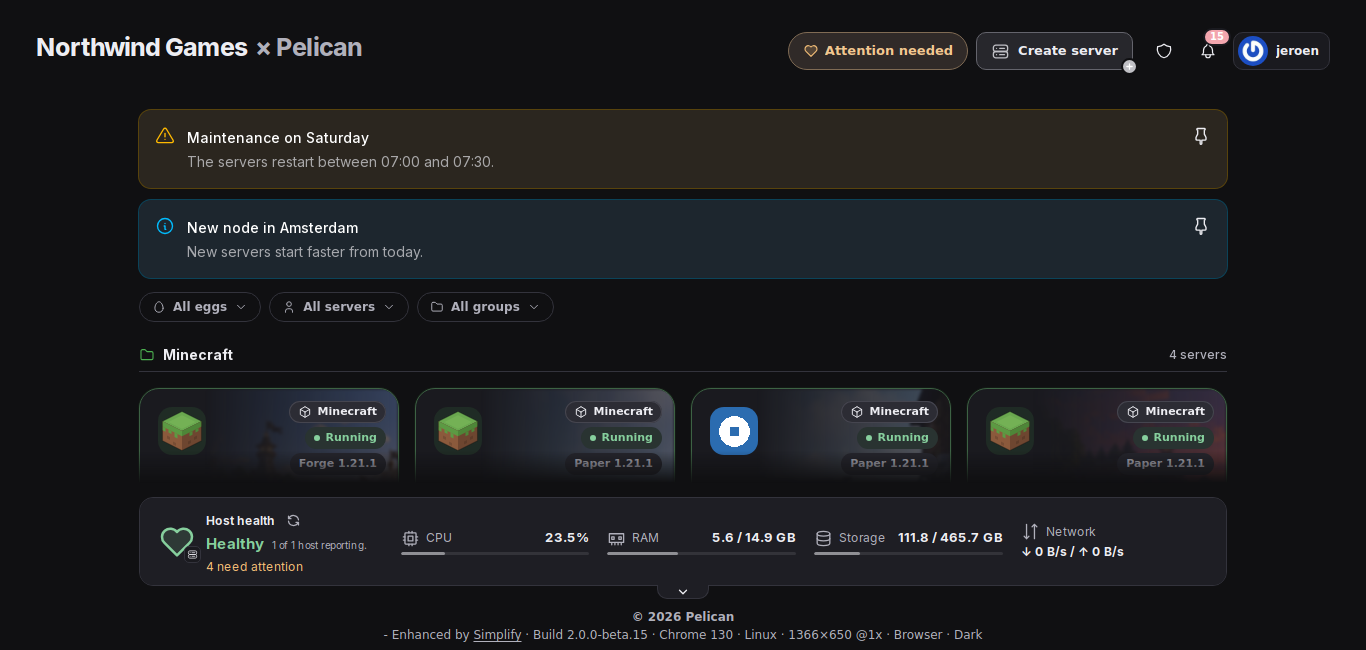 Northwind Games × Pelican
Attention needed
Create server
15
jeroen
Maintenance on Saturday
The servers restart between 07:00 and 07:30.
New node in Amsterdam
New servers start faster from today.
All eggs
All servers
All groups
Minecraft
4 servers
Minecraft
Running
Forge 1.21.1
Minecraft
Running
Paper 1.21.1
Minecraft
Running
Paper 1.21.1
Minecraft
Running
Paper 1.21.1
Host health
Healthy 1 of 1 host reporting.
4 need attention
CPU 23.5%
RAM 5.6 / 14.9 GB
Storage 111.8 / 465.7 GB
Network
↓ 0 B/s / ↑ 0 B/s
© 2026 Pelican
- Enhanced by Simplify · Build 2.0.0-beta.15 · Chrome 130 · Linux · 1366×650 @1x · Browser · Dark